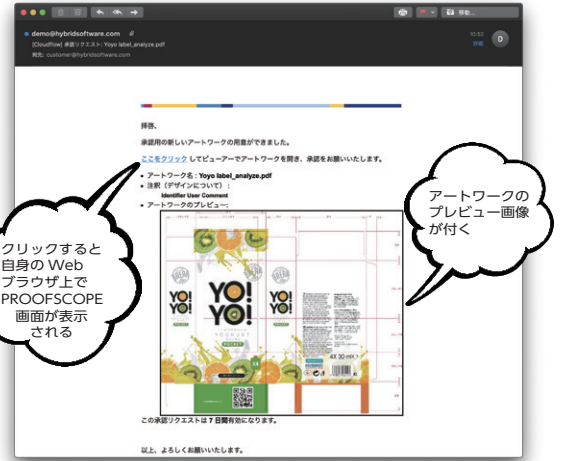 移動...
demo@hybridsoftware.com
10:53
[Cloudflow] 承認リクエスト: Yoyo label_analyze.pdf
詳細
D
宛先: customer@hybridsoftware.com
拝啓、
承認用の新しいアートワークの用意ができました。
ここをクリック してビューアーでアートワークを開き、承認をお願いいたします。
• アートワーク名 : Yoyo label_analyze.pdf
• 注釈（デザインについて）:
Identifier User Comment
• アートワークのプレビュー:
アートワークの
プレビュー画像
が付く
クリックすると
自身の Web
ブラウザ上で
PROOFSCOPE
画面が表示
される
YO!
YO!
YO!
YO!
YO!
YO!
YOGHURT
POCKET
4X 30
この承認リクエストは 7 日間有効になります。
以上、よろしくお願いいたします。